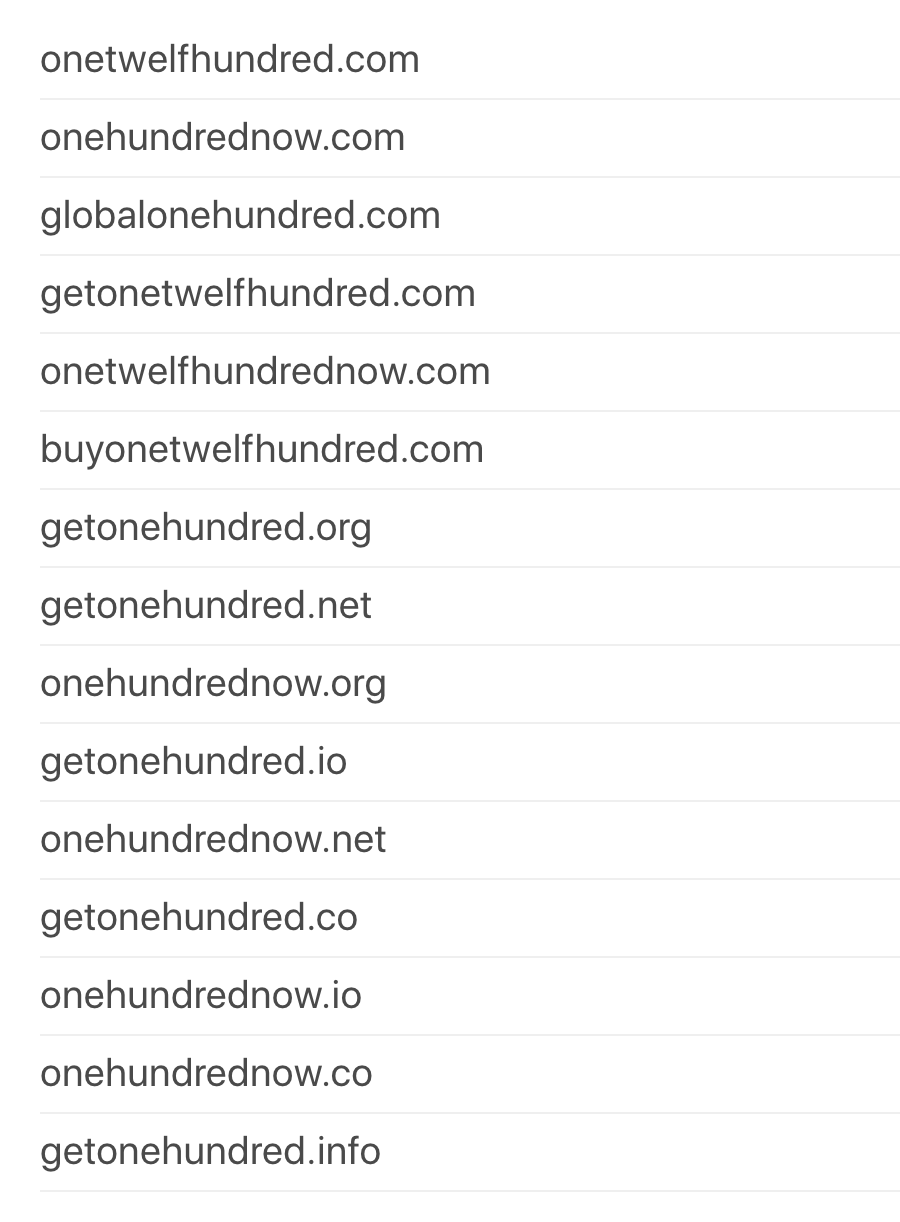 onetwelfhundred.com
onehundrednow.com
globalonehundred.com
getonetwelfhundred.com
onetwelfhundrednow.com
buyonetwelfhundred.com
getonehundred.org
getonehundred.net
onehundrednow.org
getonehundred.io
onehundrednow.net
getonehundred.co
onehundrednow.io
onehundrednow.co
getonehundred.info